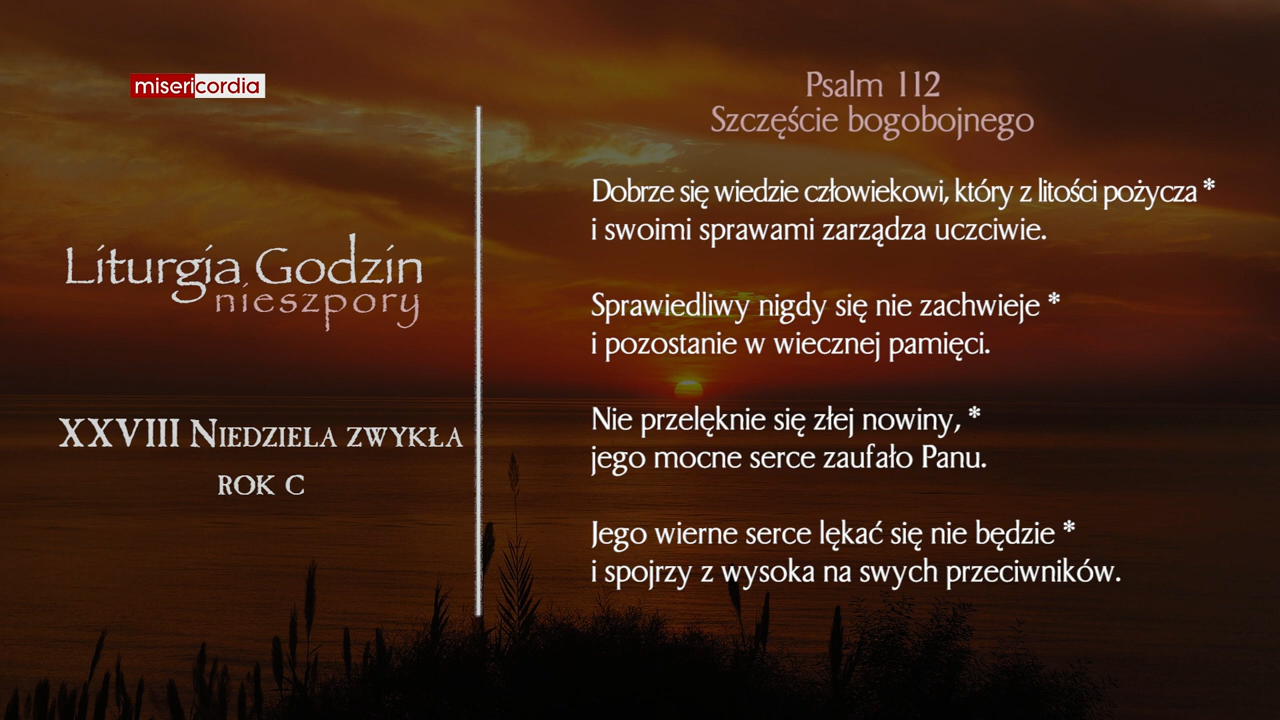 misericordia
Liturgia Godzin
nieszpory
XXVIII Niedziela zwykła
rok C
Psalm 112
Szczęście bogobojnego
Dobrze się wiedzie człowiekowi, który z litości pożycza *
i swoimi sprawami zarządza uczciwie.
Sprawiedliwy nigdy się nie zachwieje *
i pozostanie w wiecznej pamięci.
Nie przelęknie się złej nowiny, *
jego mocne serce zaufało Panu.
Jego wierne serce lękać się nie będzie *
i spojrzy z wysoka na swych przeciwników.